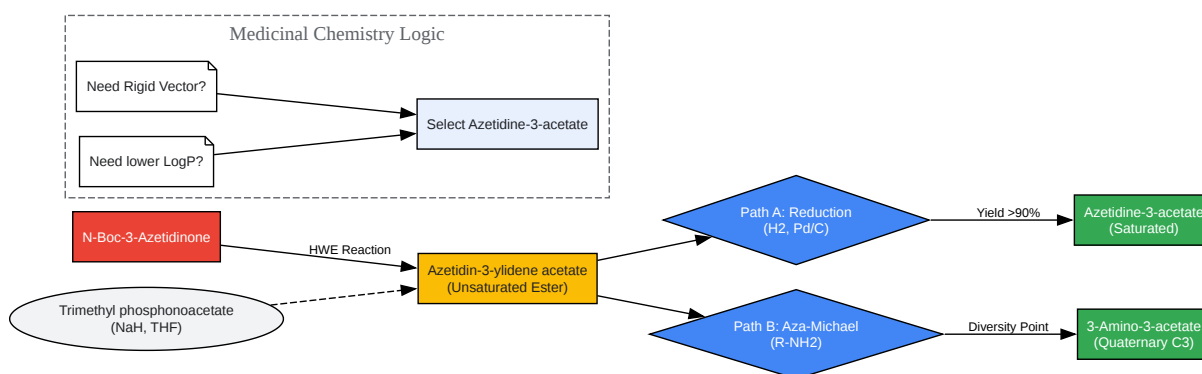 Medicinal Chemistry Logic
Need Rigid Vector?
Select Azetidine-3-acetate
Need lower LogP?
N-Boc-3-Azetidinone
HWE Reaction
Trimethyl phosphonoacetate
(NaH, THF)
Azetidin-3-ylidene acetate
(Unsaturated Ester)
Path A: Reduction
(H2, Pd/C)
Yield >90%
Azetidine-3-acetate
(Saturated)
Path B: Aza-Michael
(R-NH2)
Diversity Point
3-Amino-3-acetate
(Quaternary C3)